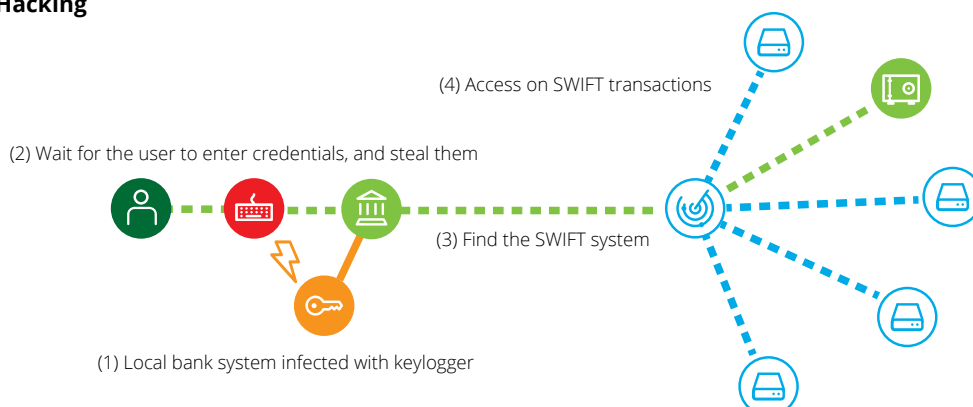 Hacking
(4) Access on SWIFT transactions
(2) Wait for the user to enter credentials, and steal them
(3) Find the SWIFT system
(1) Local bank system infected with keylogger